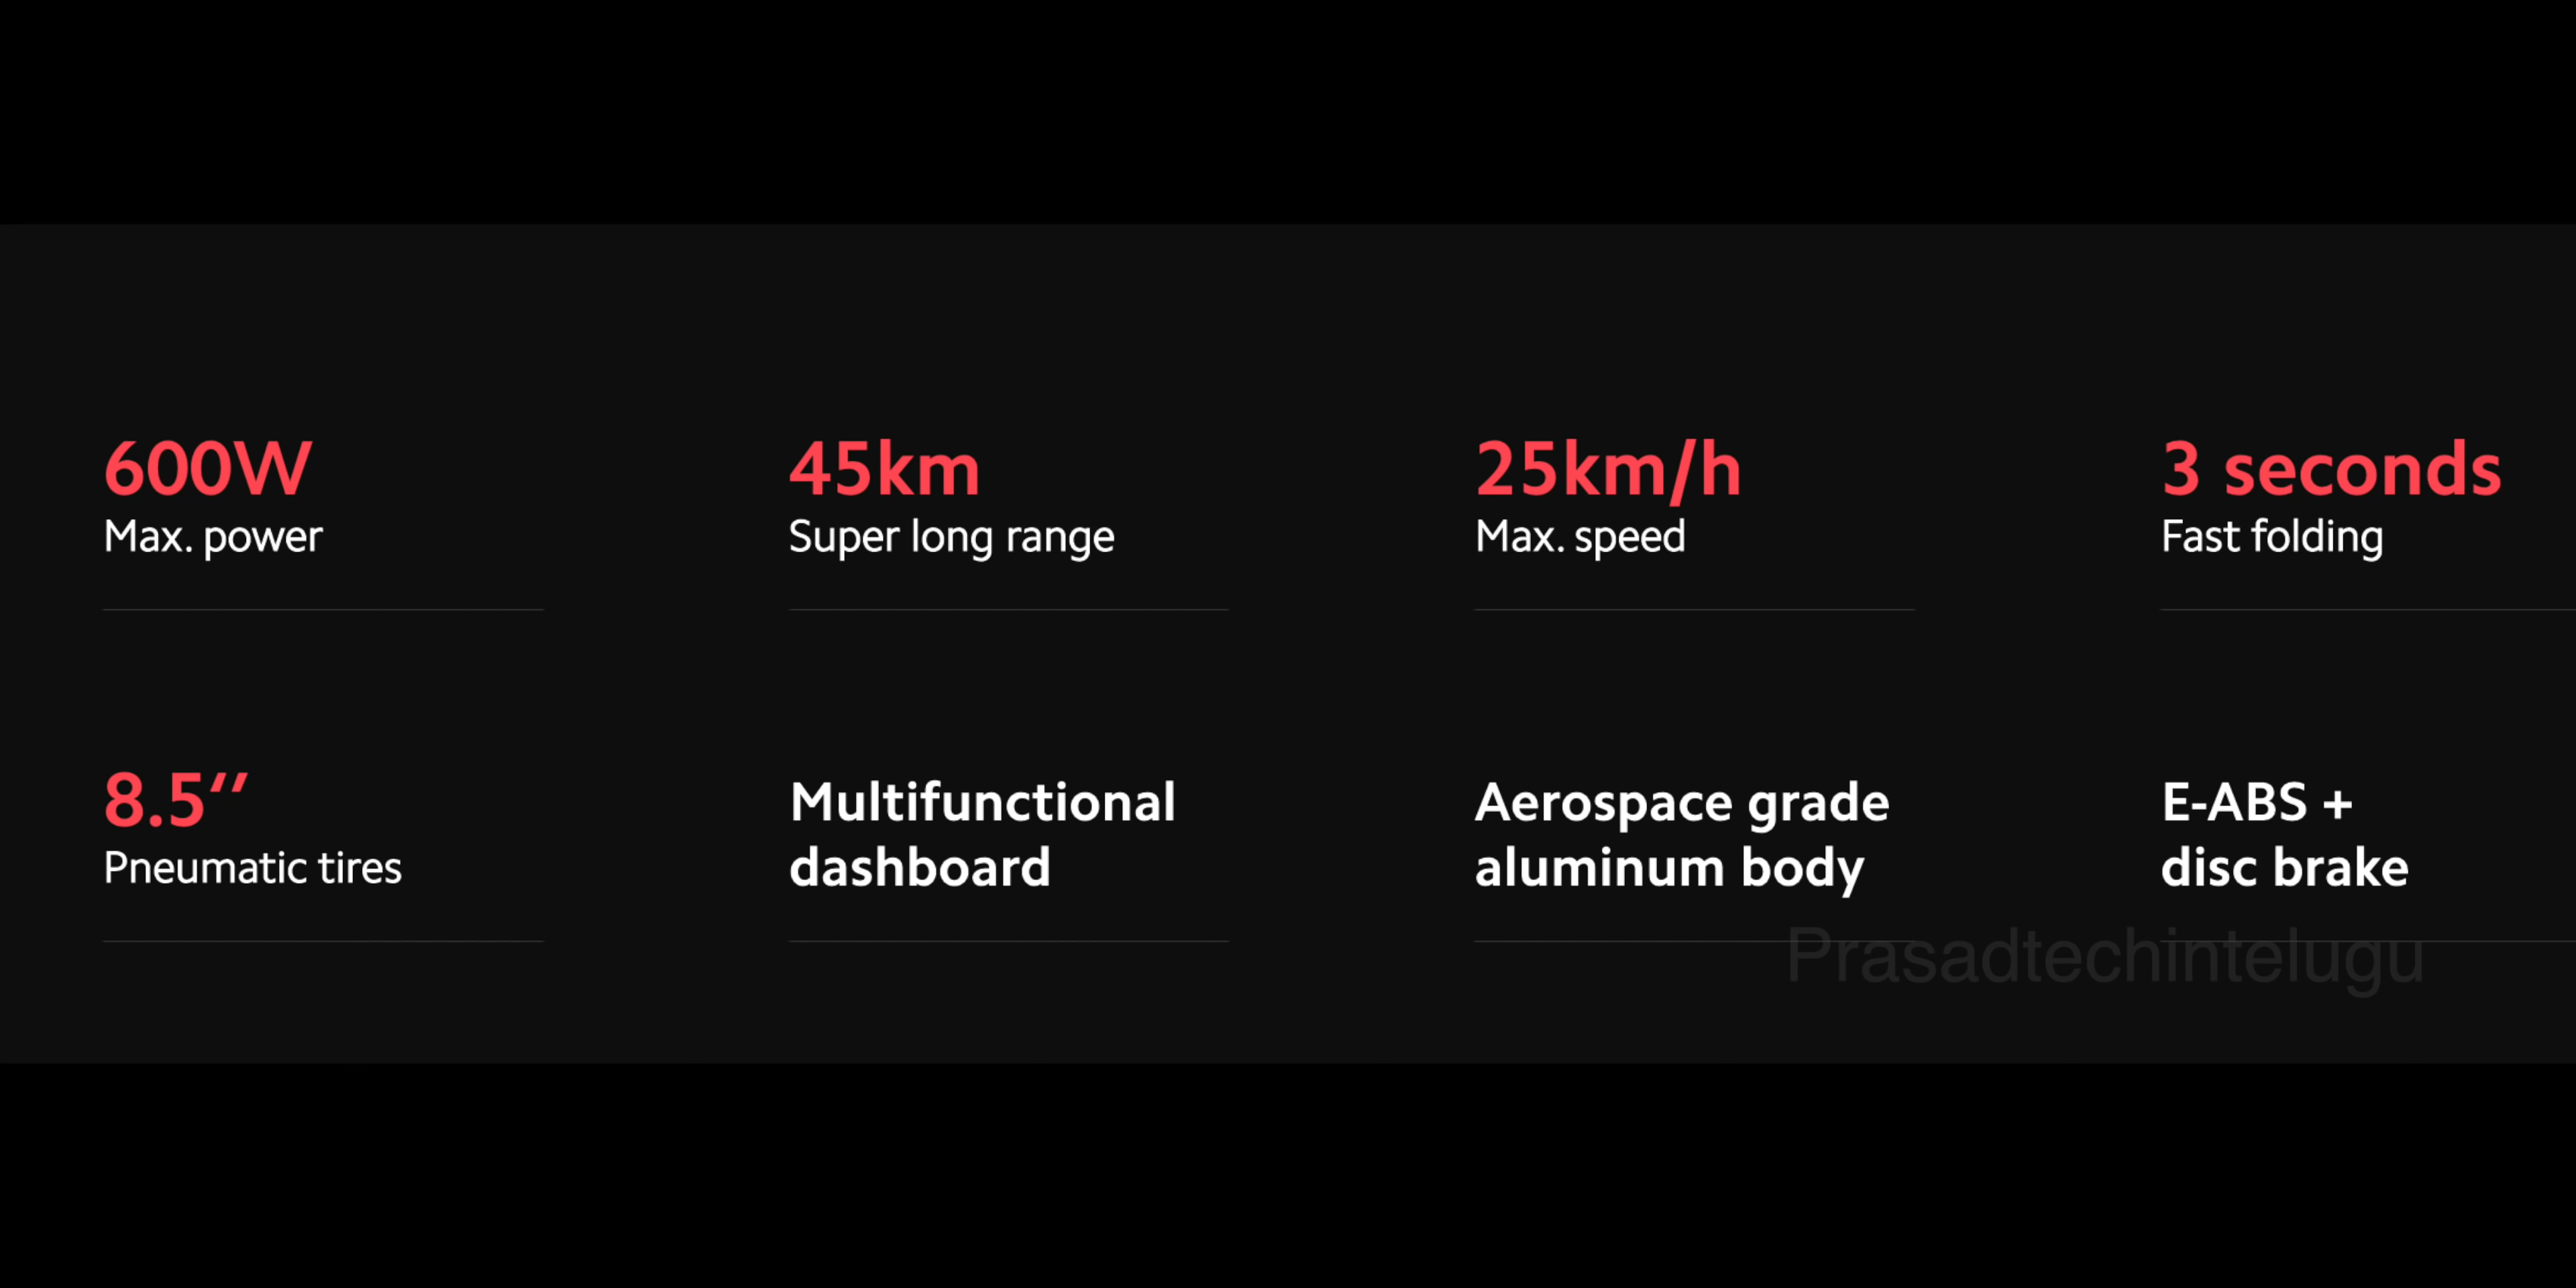 600W
Max. power
45km
Super long range
25km/h
Max. speed
3 seconds
Fast folding
8.5″
Pneumatic tires
Multifunctional
dashboard
Aerospace grade
aluminum body
E-ABS +
disc brake
Prasadtechintelugu